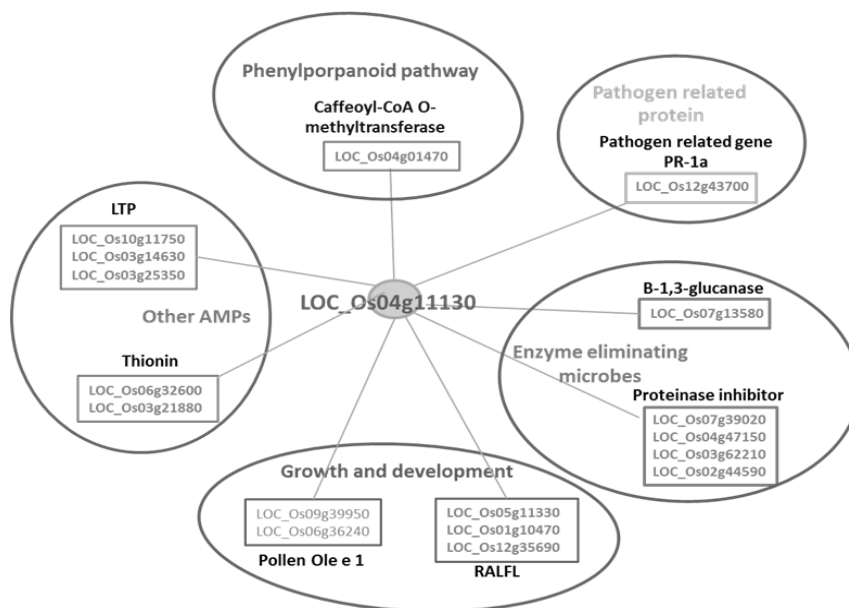 Phenylporpanoid pathway
Caffeoyl-CoA O-
methyltransferase
LOC_Os04g01470
Pathogen related
protein
Pathogen related gene
PR-1a
LOC_Os12g43700
LTP
LOC_Os10g11750
LOC_Os03g14630
LOC_Os03g25350
Other AMPs
Thionin
LOC_Os06g32600
LOC_Os03g21880
LOC_Os04g11130
B-1,3-glucanase
LOC_Os07g13580
Enzyme eliminating
microbes
Proteinase inhibitor
LOC_Os07g39020
LOC_Os04g47150
LOC_Os03g62210
LOC_Os02g44590
Growth and development
LOC_Os09g39950
LOC_Os06g36240
Pollen Ole e 1
LOC_Os05g11330
LOC_Os01g10470
LOC_Os12g35690
RALFL